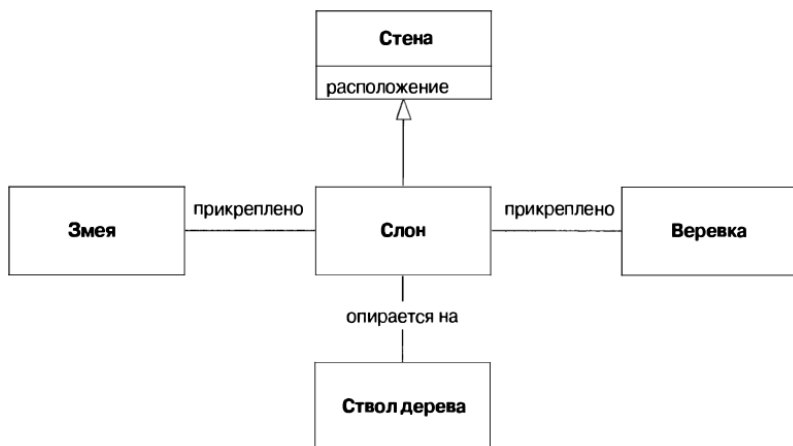 Стена
расположение
прикреплено
прикреплено
Змея
Слон
Веревка
опирается на
Ствол дерева